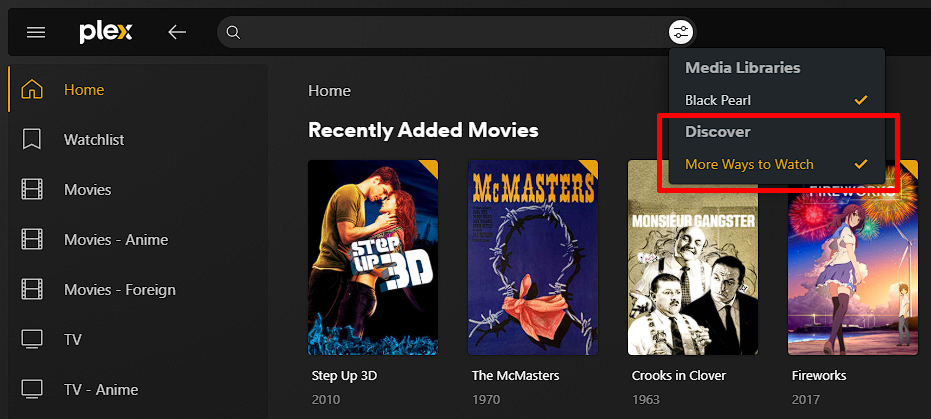 plex
Media Libraries
Black Pearl
Discover
More Ways to Watch
Home
Watchlist
Movies
Movies - Anime
Movies - Foreign
TV
TV - Anime
Home
Recently Added Movies
STEP UP 3D
McMASTERS
MONSIEUR GANGSTER
FIREWORKS
Step Up 3D
2010
The McMasters
1970
Crooks in Clover
1963
Fireworks
2017